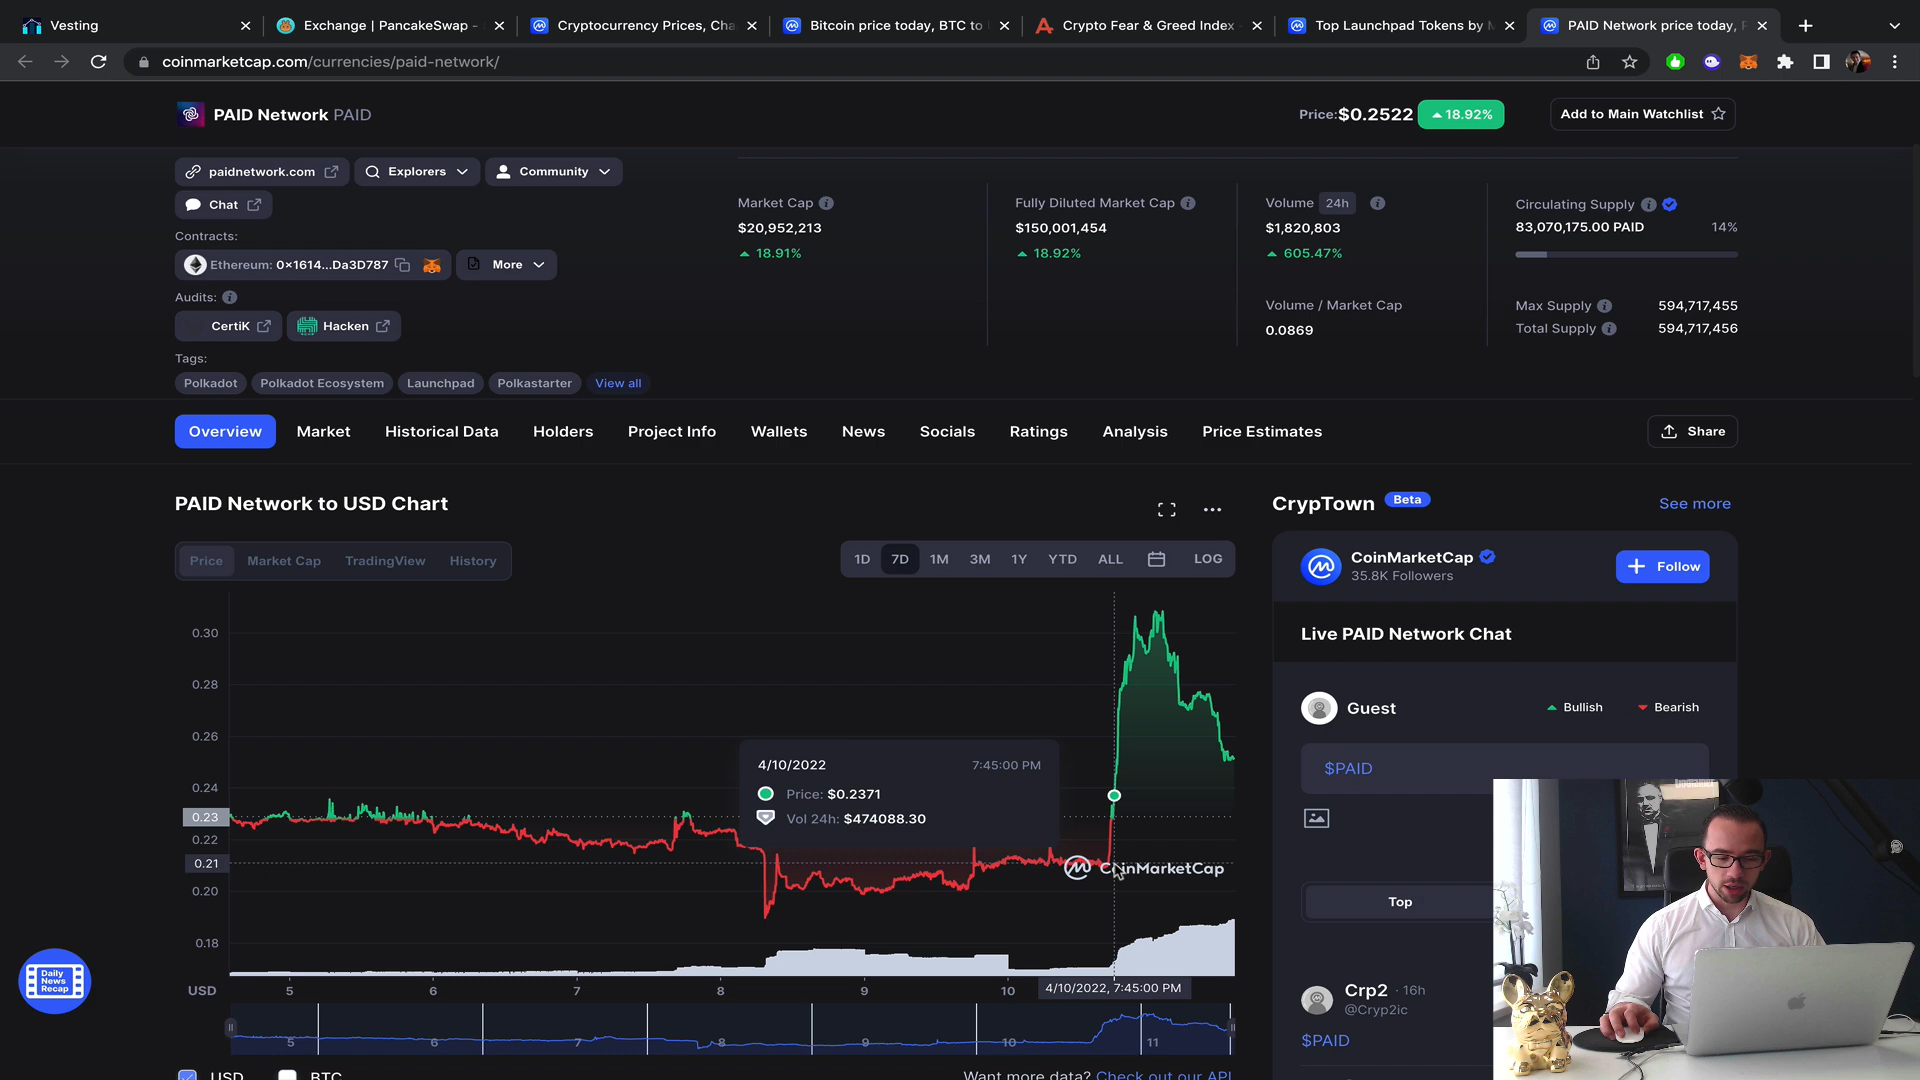 Vesting
Exchange | PancakeSwap -
Cryptocurrency Prices, Cha
Bitcoin price today, BTC to
Crypto Fear & Greed Index
Top Launchpad Tokens by M
PAID Network price today, P
coinmarketcap.com/currencies/paid-network/
PAID Network PAID
Price:$0.2522
18.92%
Add to Main Watchlist
paidnetwork.com
Explorers
Community
Chat
Contracts:
Ethereum: 0×1614...Da3D787
More
Audits:
CertiK
Hacken
Tags:
Polkadot
Polkadot Ecosystem
Launchpad
Polkastarter
View all
Market Cap
$20,952,213
18.91%
Fully Diluted Market Cap
$150,001,454
18.92%
Volume 24h
$1,820,803
605.47%
Volume / Market Cap
0.0869
Circulating Supply
83,070,175.00 PAID 14%
Max Supply 594,717,455
Total Supply 594,717,456
Overview
Market
Historical Data
Holders
Project Info
Wallets
News
Socials
Ratings
Analysis
Price Estimates
Share
PAID Network to USD Chart
Price
Market Cap
TradingView
History
1D
7D
1M
3M
1Y
YTD
ALL
LOG
0.30
0.28
0.26
0.24
0.23
0.22
0.21
0.20
0.18
4/10/2022 7:45:00 PM
Price: $0.2371
Vol 24h: $474088.30
CoinMarketCap
USD
5
6
7
8
9
10
4/10/2022, 7:45:00 PM
5
6
7
8
9
10
11
USD
BTC
Want more data? Check out our API
Daily
News
Recap
CrypTown Beta
See more
CoinMarketCap
35.8K Followers
Follow
Live PAID Network Chat
Guest
Bullish
Bearish
$PAID
Top
Crp2 · 16h
@Cryp2ic
$PAID